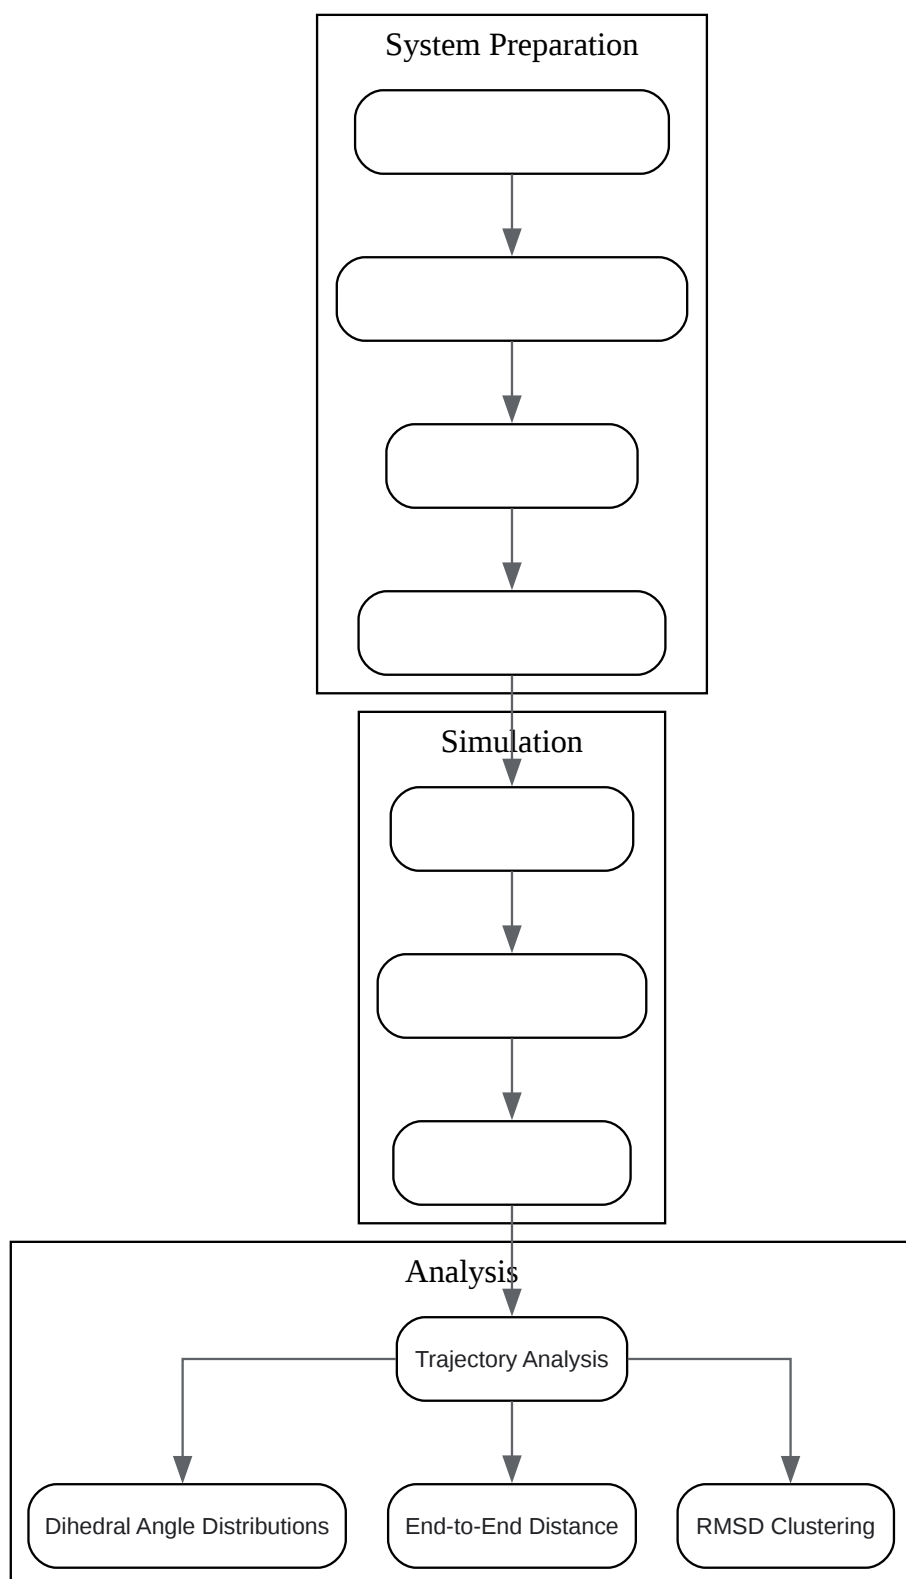 System Preparation
Simulation
Analysis
Trajectory Analysis
Dihedral Angle Distributions
End-to-End Distance
RMSD Clustering